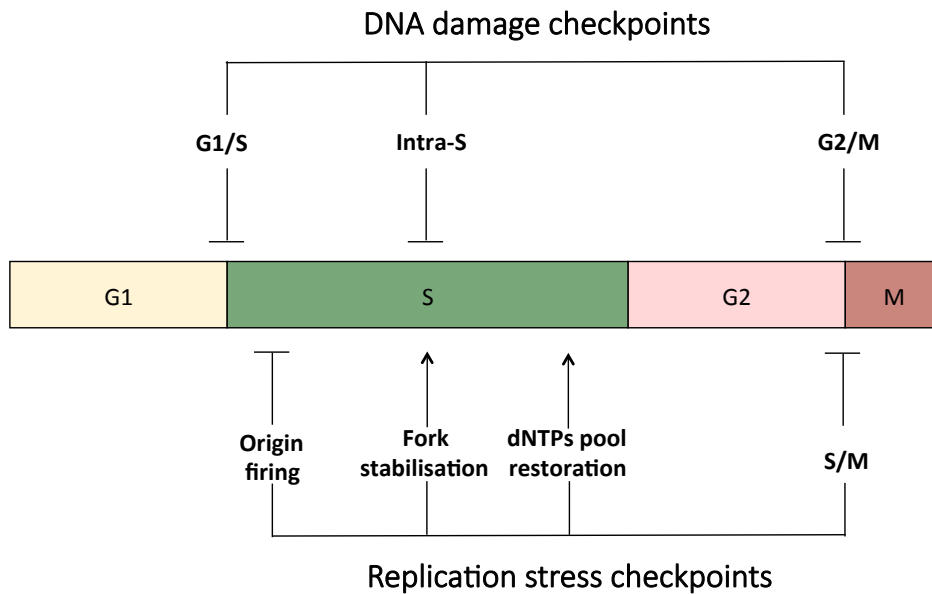 DNA damage checkpoints
G1/S
Intra-S
G2/M
G1
S
G2
M
Origin
firing
Fork
stabilisation
dNTPs pool
restoration
S/M
Replication stress checkpoints